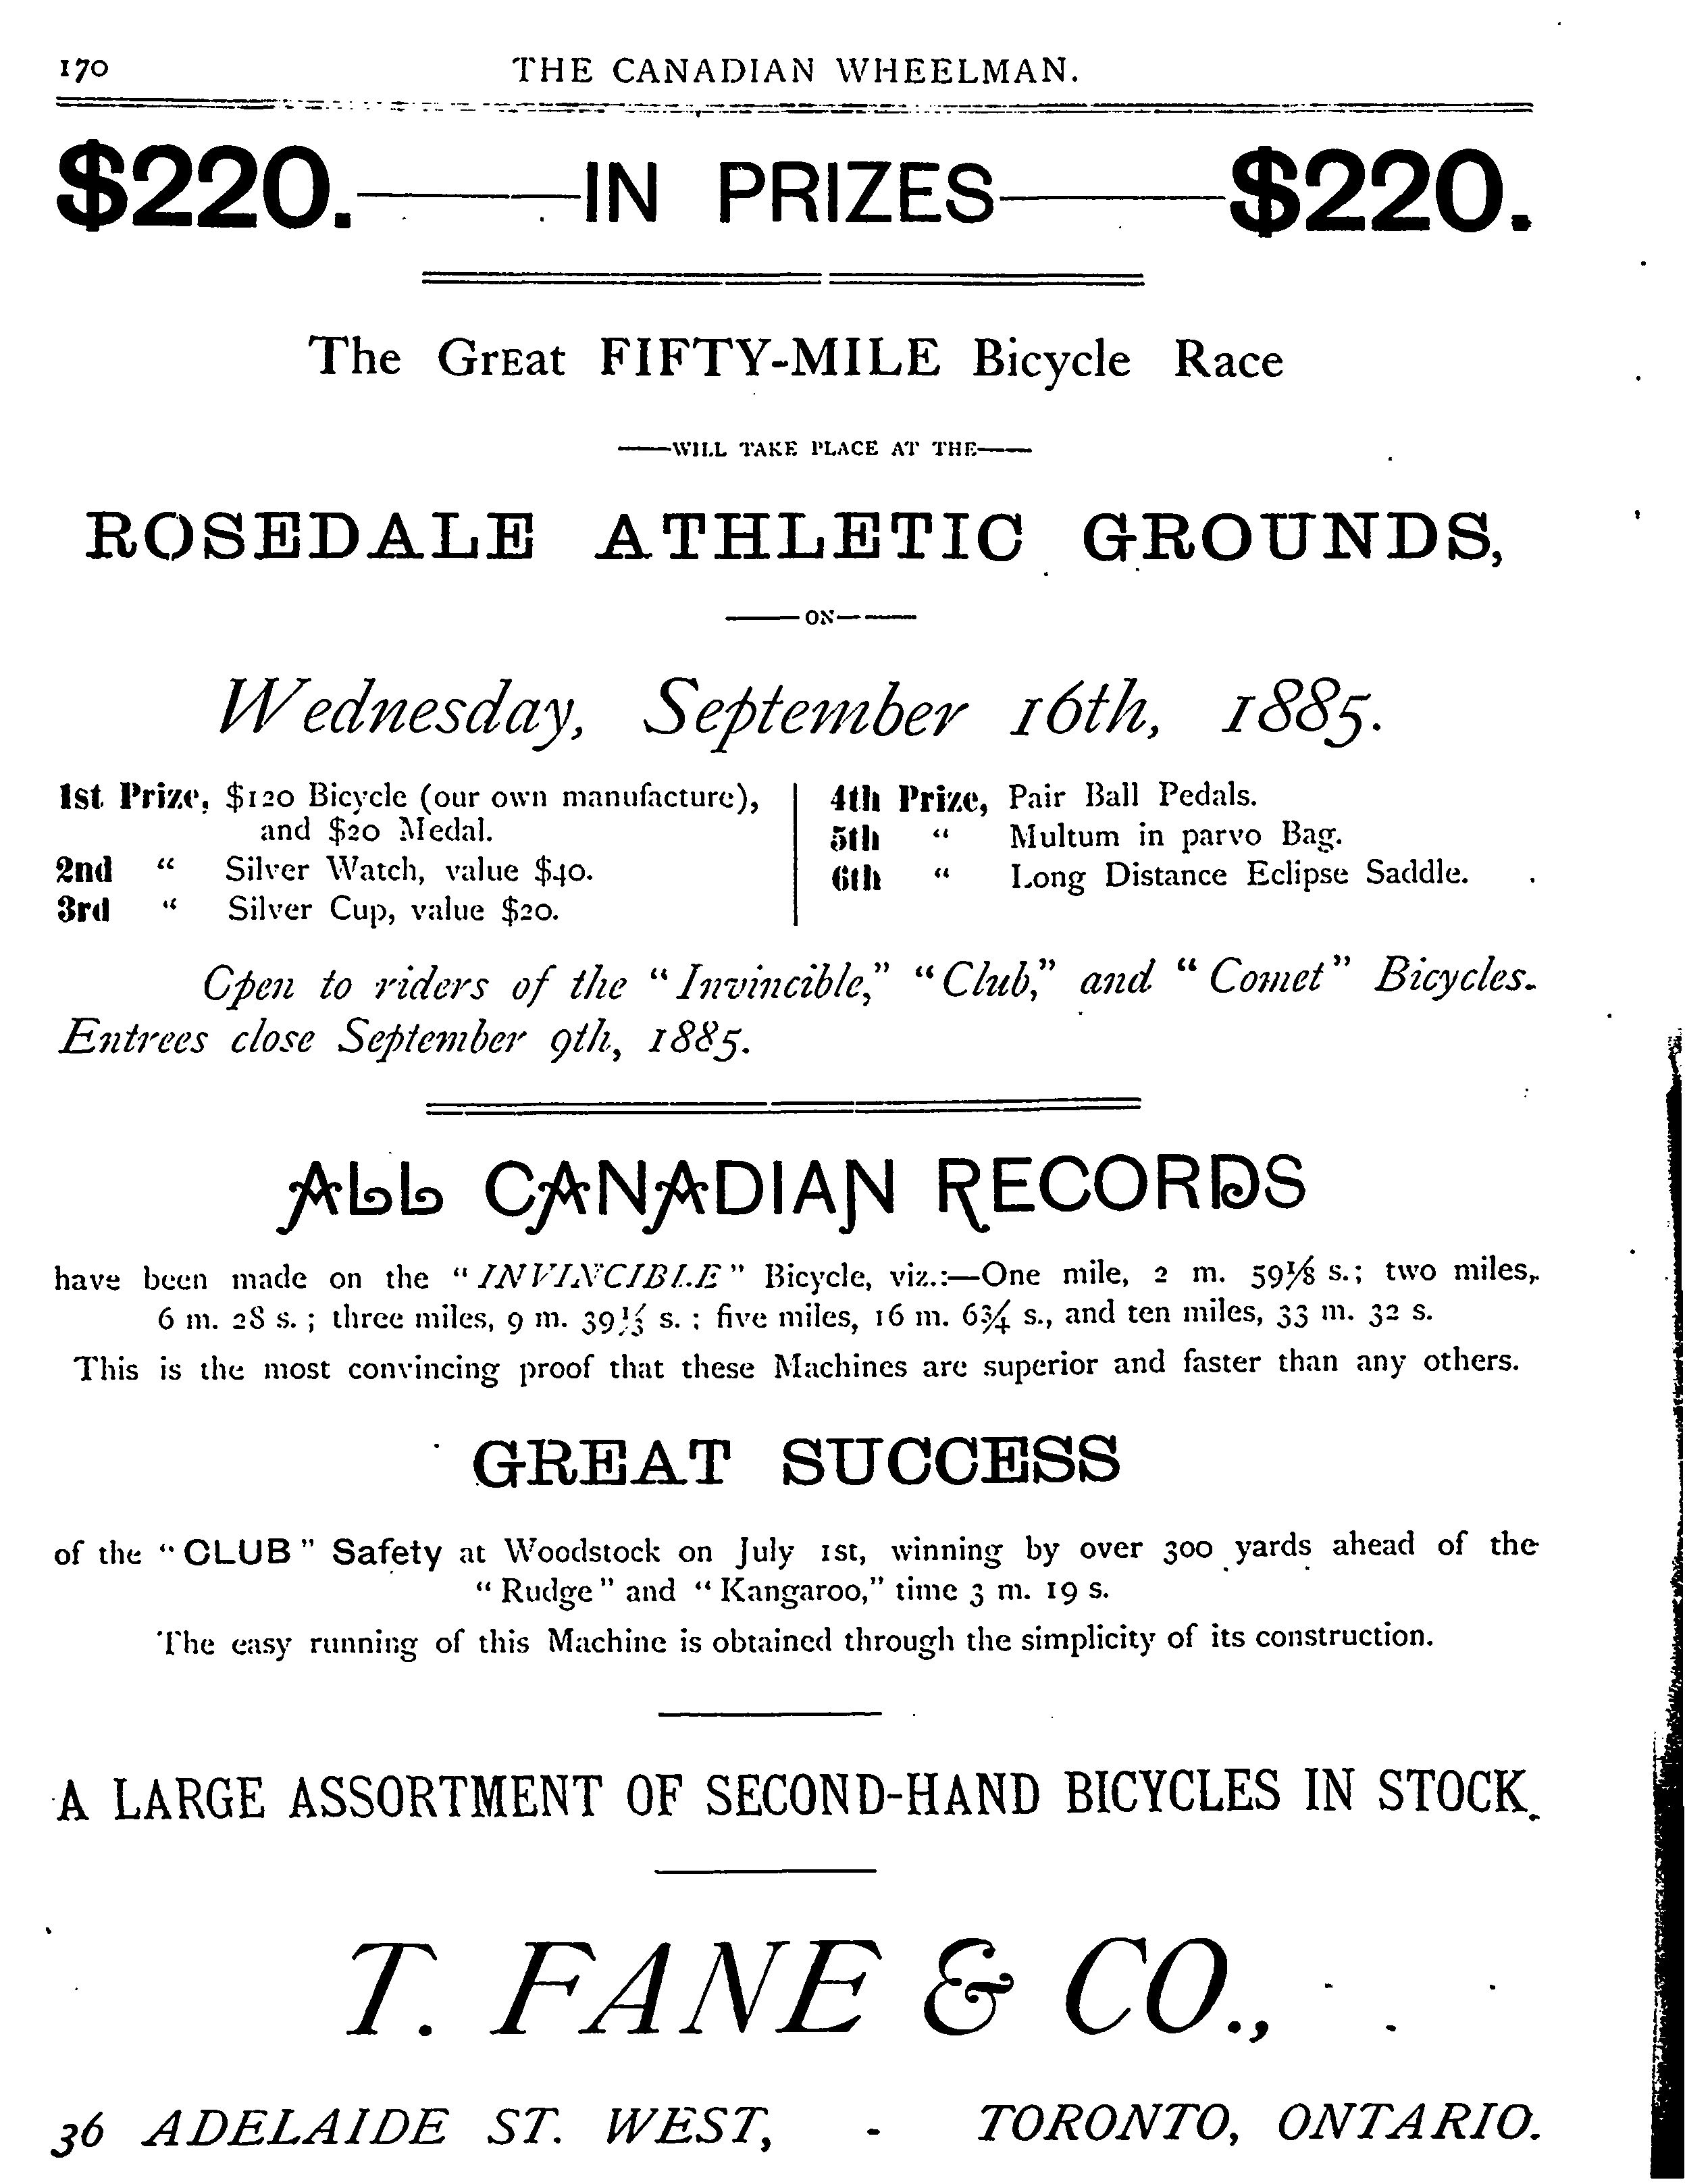 170 THE CANADIAN WHEELMAN.
$220.——IN PRIZES——$220.
The GrEat FIFTY-MILE Bicycle Race
——WILL TAKE PLACE AT THE——
ROSEDALE ATHLETIC GROUNDS,
——ON——
Wednesday, September 16th, 1885.
1st Prize, $120 Bicycle (our own manufacture),
and $20 Medal.
2nd “ Silver Watch, value $40.
3rd “ Silver Cup, value $20.
4th Prize, Pair Ball Pedals.
5th “ Multum in parvo Bag.
6th “ Long Distance Eclipse Saddle.
Open to riders of the “Invincible,” “Club,” and “Comet” Bicycles.
Entrees close September 9th, 1885.
ALL CANADIAN RECORDS
have been made on the “INVINCIBLE” Bicycle, viz.:—One mile, 2 m. 59⅛ s.; two miles,
6 m. 28 s.; three miles, 9 m. 39⅓ s.: five miles, 16 m. 6¾ s., and ten miles, 33 m. 32 s.
This is the most convincing proof that these Machines are superior and faster than any others.
GREAT SUCCESS
of the “CLUB” Safety at Woodstock on July 1st, winning by over 300 yards ahead of the
“Rudge” and “Kangaroo,” time 3 m. 19 s.
The easy running of this Machine is obtained through the simplicity of its construction.
A LARGE ASSORTMENT OF SECOND-HAND BICYCLES IN STOCK.
T. FANE & CO.,
36 ADELAIDE ST. WEST, - TORONTO, ONTARIO.